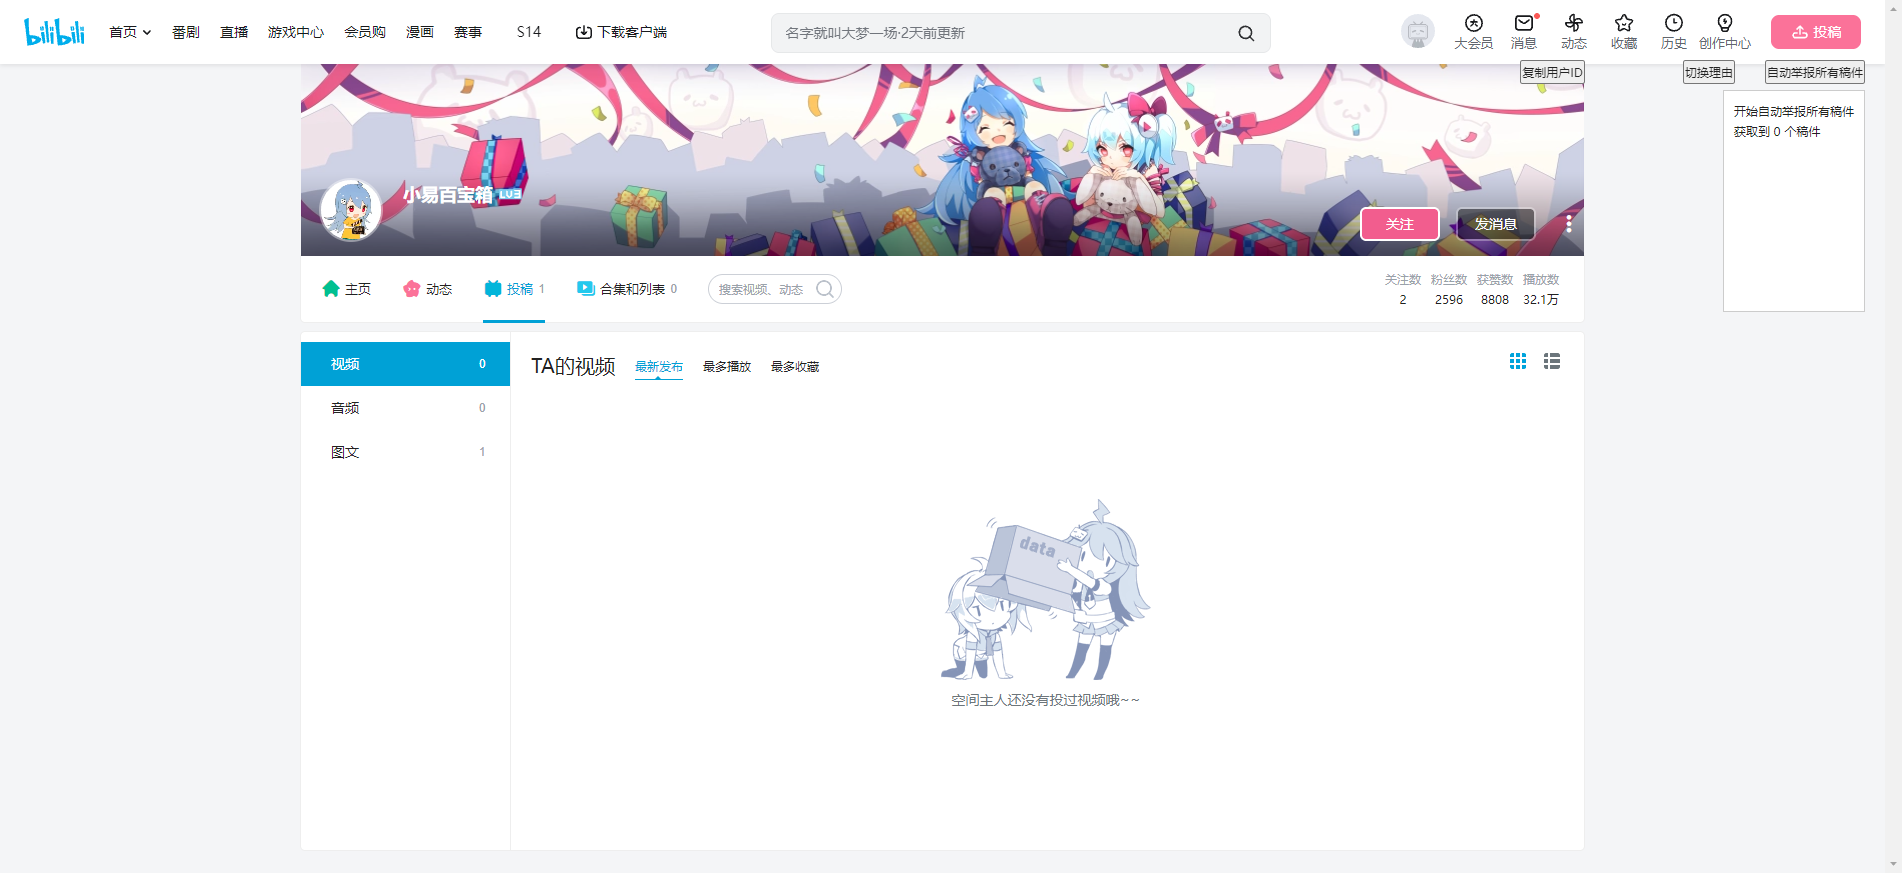 bilibili 首页 番剧 直播 游戏中心 会员购 漫画 赛事 S14 下载客户端 名字就叫大梦一场·2天前更新 大会员 消息 动态 收藏 历史 创作中心 投稿
复制用户ID 切换理由 自动举报所有稿件
开始自动举报所有稿件
获取到 0 个稿件
小易百宝箱 LV3
关注 发消息
主页 动态 投稿 1 合集和列表 0 搜索视频、动态
关注数 粉丝数 获赞数 播放数
2 2596 8808 32.1万
视频 0
音频 0
图文 1
TA的视频 最新发布 最多播放 最多收藏
data
空间主人还没有投过视频哦~~